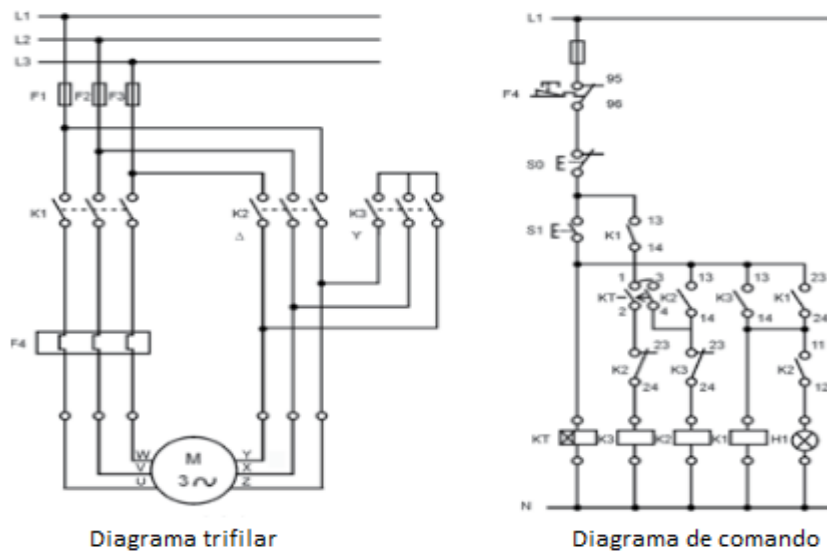 L1
L2
L3
F1 F2 F3
K1 K2 K3
Δ Y
F4
W Y
M
V X
3
U Z
Diagrama trifilar
L1
95
F4
96
S0
S1
13
K1
14
1 3 13 13 23
KT K2 K3 K1
2 4 14 14 24
23 23 11
K2 K3 K2
24 24 12
KT K3 K2 K1 H1
N
Diagrama de comando